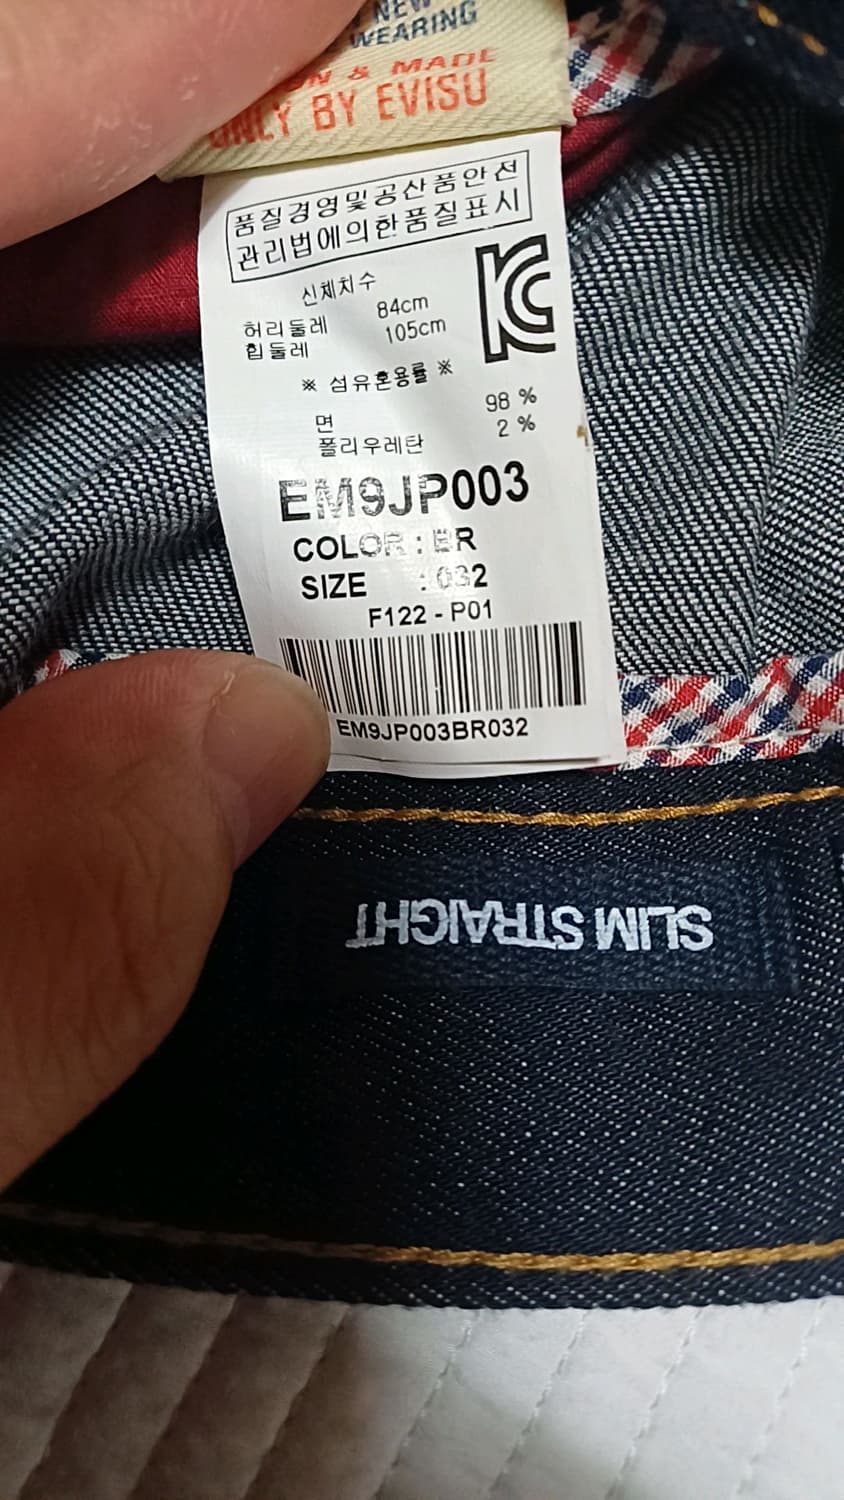 NEW
WEARING
& MADE
ONLY BY EVISU
품질경영및공산품안전
관리법에의한품질표시
신체치수
허리둘레 84cm
힙둘레 105cm
※ 섬유혼용률 ※
면 98 %
폴리우레탄 2 %
EM9JP003
COLOR : BR
SIZE : 032
F122 - P01
EM9JP003BR032
SLIM STRAIGHT